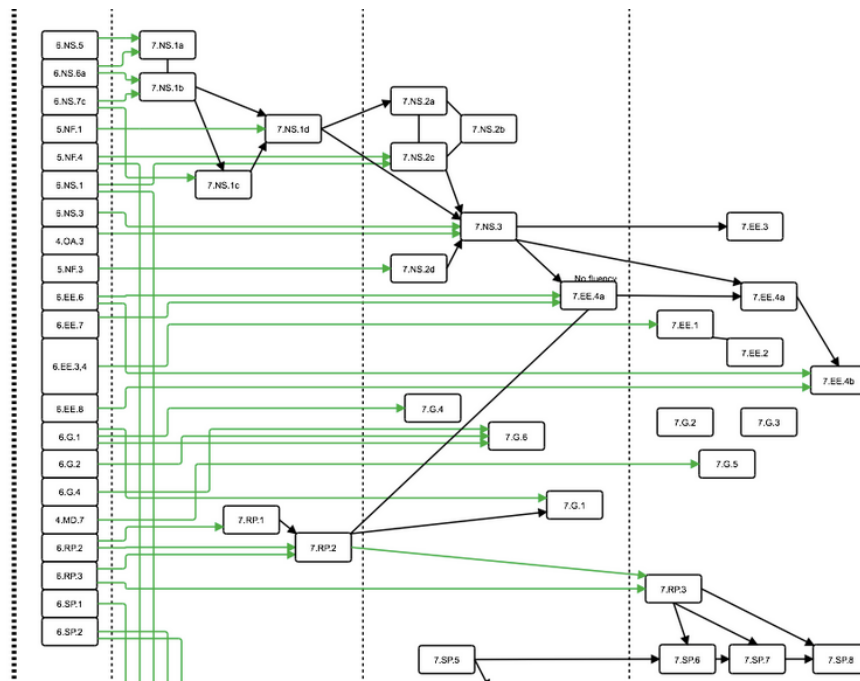 6.NS.5
6.NS.6a
6.NS.7c
5.NF.1
5.NF.4
6.NS.1
6.NS.3
4.OA.3
5.NF.3
6.EE.6
6.EE.7
6.EE.3,4
6.EE.8
6.G.1
6.G.2
6.G.4
4.MD.7
6.RP.2
6.RP.3
6.SP.1
6.SP.2
7.NS.1a
7.NS.1b
7.NS.1d
7.NS.1c
7.NS.2a
7.NS.2b
7.NS.2c
7.NS.3
7.EE.3
7.NS.2d
No fluency
7.EE.4a
7.EE.4a
7.EE.1
7.EE.2
7.EE.4b
7.G.4
7.G.6
7.G.2
7.G.3
7.G.5
7.G.1
7.RP.1
7.RP.2
7.RP.3
7.SP.5
7.SP.6
7.SP.7
7.SP.8